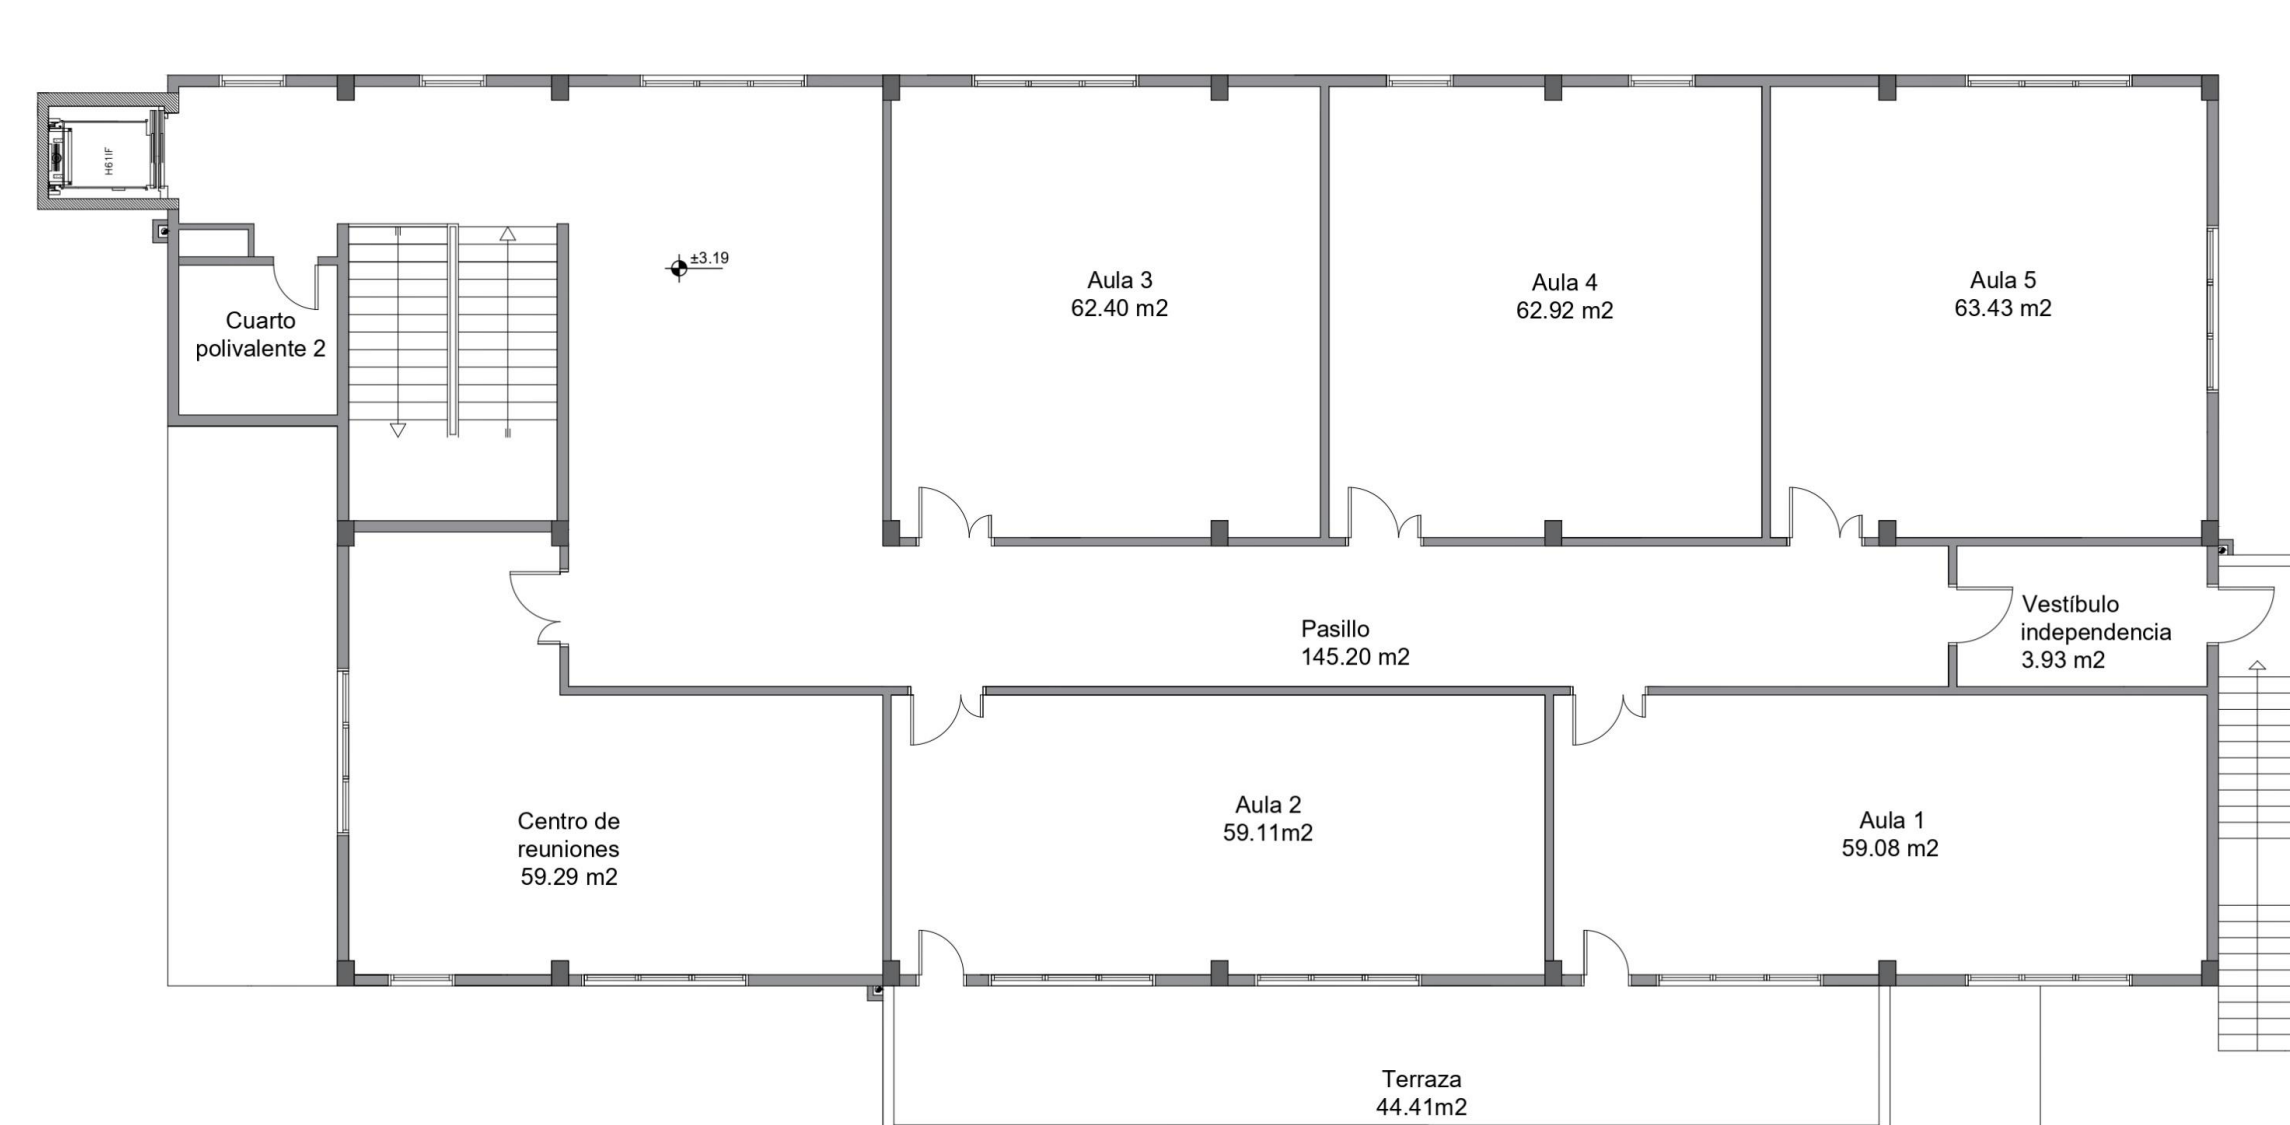 H61IF
±3.19
Aula 3
62.40 m2
Aula 4
62.92 m2
Aula 5
63.43 m2
Cuarto
polivalente 2
Pasillo
145.20 m2
Vestíbulo
independencia
3.93 m2
Centro de
reuniones
59.29 m2
Aula 2
59.11m2
Aula 1
59.08 m2
Terraza
44.41m2